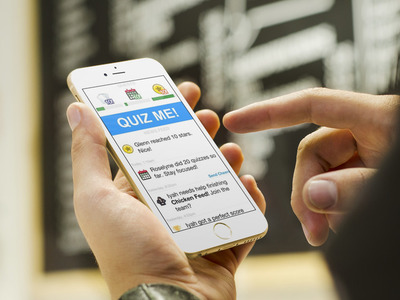 QUIZ ME!
Glenn reached 10 stars.
Nice!
Roselyne did 20 quizzes so
far. Stay focused!
Send Cheer
Iyah needs help finishing
Chicken Feed! Join the
team?
Iyah got a perfect score